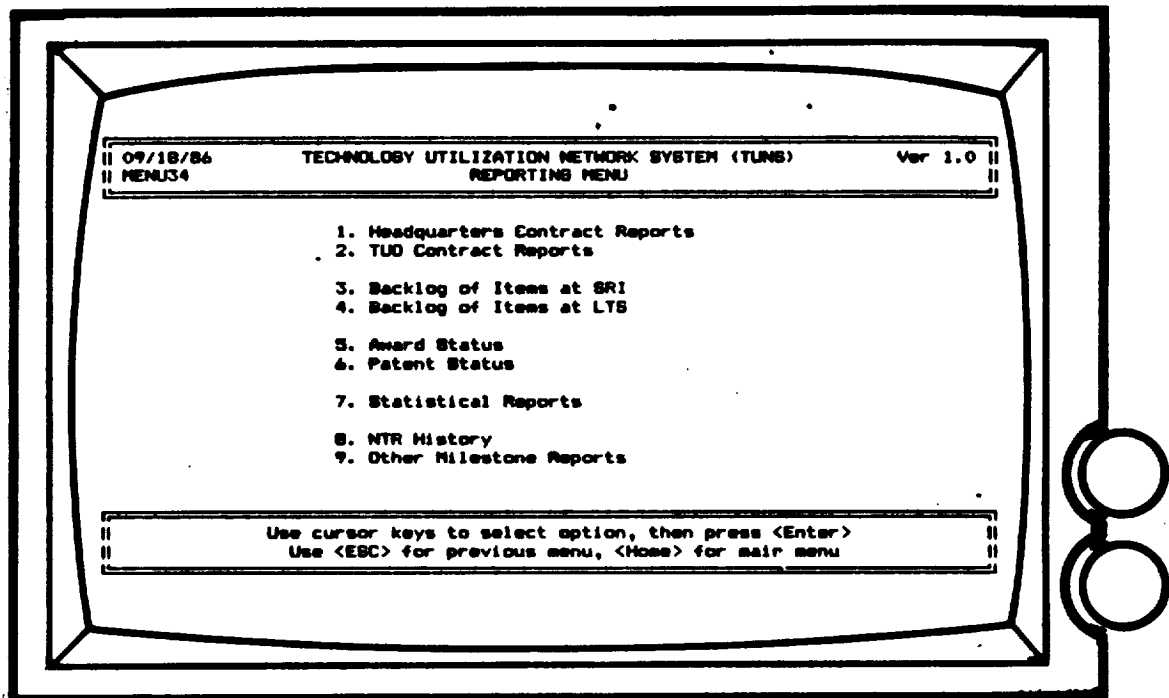 09/18/86 TECHNOLOGY UTILIZATION NETWORK SYSTEM (TUNS) Ver 1.0
MENU34 REPORTING MENU
1. Headquarters Contract Reports
2. TUO Contract Reports
3. Backlog of Items at SRI
4. Backlog of Items at LTS
5. Award Status
6. Patent Status
7. Statistical Reports
8. NTR History
9. Other Milestone Reports
Use cursor keys to select option, then press <Enter>
Use <ESC> for previous menu, <Home> for main menu